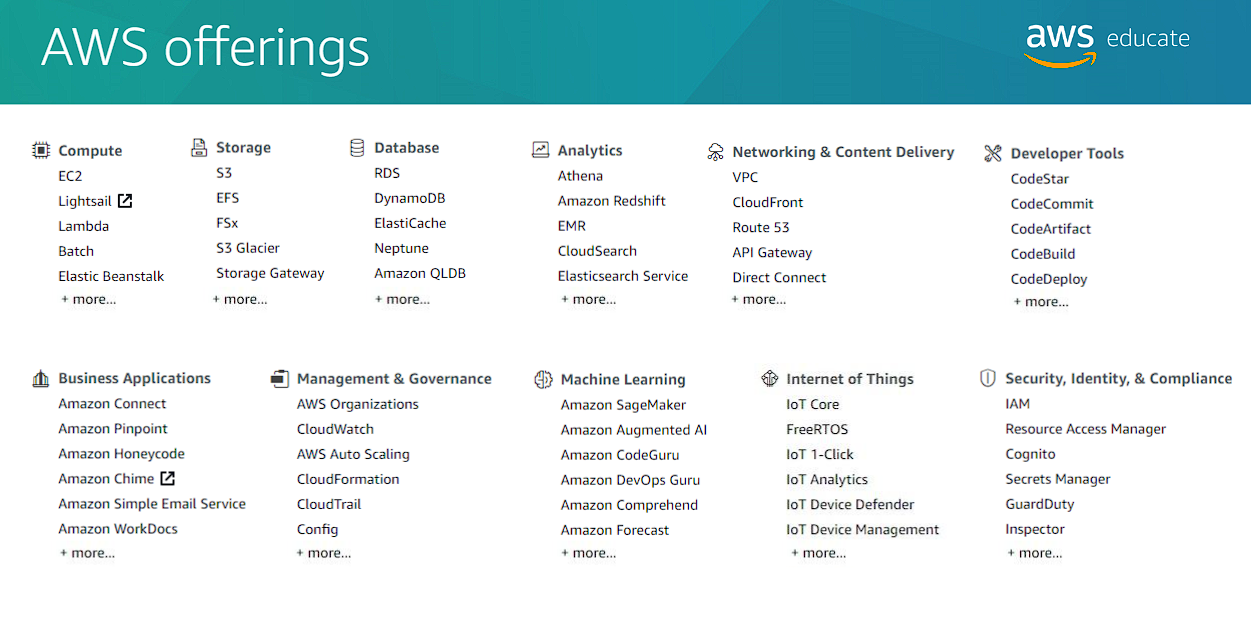 AWS offerings
aws educate
Compute
EC2
Lightsail
Lambda
Batch
Elastic Beanstalk
+ more...
Storage
S3
EFS
FSx
S3 Glacier
Storage Gateway
+ more...
Database
RDS
DynamoDB
ElastiCache
Neptune
Amazon QLDB
+ more...
Analytics
Athena
Amazon Redshift
EMR
CloudSearch
Elasticsearch Service
+ more...
Networking & Content Delivery
VPC
CloudFront
Route 53
API Gateway
Direct Connect
+ more...
Developer Tools
CodeStar
CodeCommit
CodeArtifact
CodeBuild
CodeDeploy
+ more...
Business Applications
Amazon Connect
Amazon Pinpoint
Amazon Honeycode
Amazon Chime
Amazon Simple Email Service
Amazon WorkDocs
+ more...
Management & Governance
AWS Organizations
CloudWatch
AWS Auto Scaling
CloudFormation
CloudTrail
Config
+ more...
Machine Learning
Amazon SageMaker
Amazon Augmented AI
Amazon CodeGuru
Amazon DevOps Guru
Amazon Comprehend
Amazon Forecast
+ more...
Internet of Things
IoT Core
FreeRTOS
IoT 1-Click
IoT Analytics
IoT Device Defender
IoT Device Management
+ more...
Security, Identity, & Compliance
IAM
Resource Access Manager
Cognito
Secrets Manager
GuardDuty
Inspector
+ more...